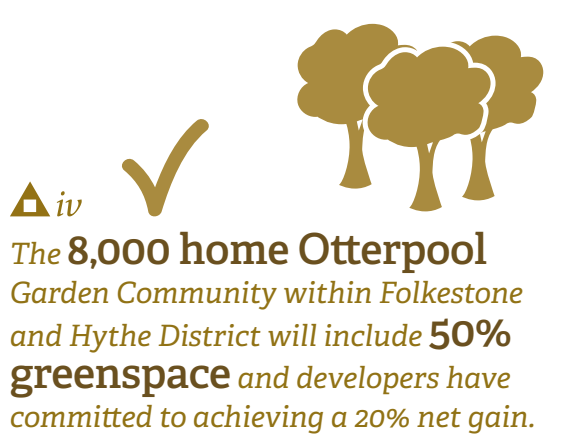 iv
The 8,000 home Otterpool
Garden Community within Folkestone
and Hythe District will include 50%
greenspace and developers have
committed to achieving a 20% net gain.